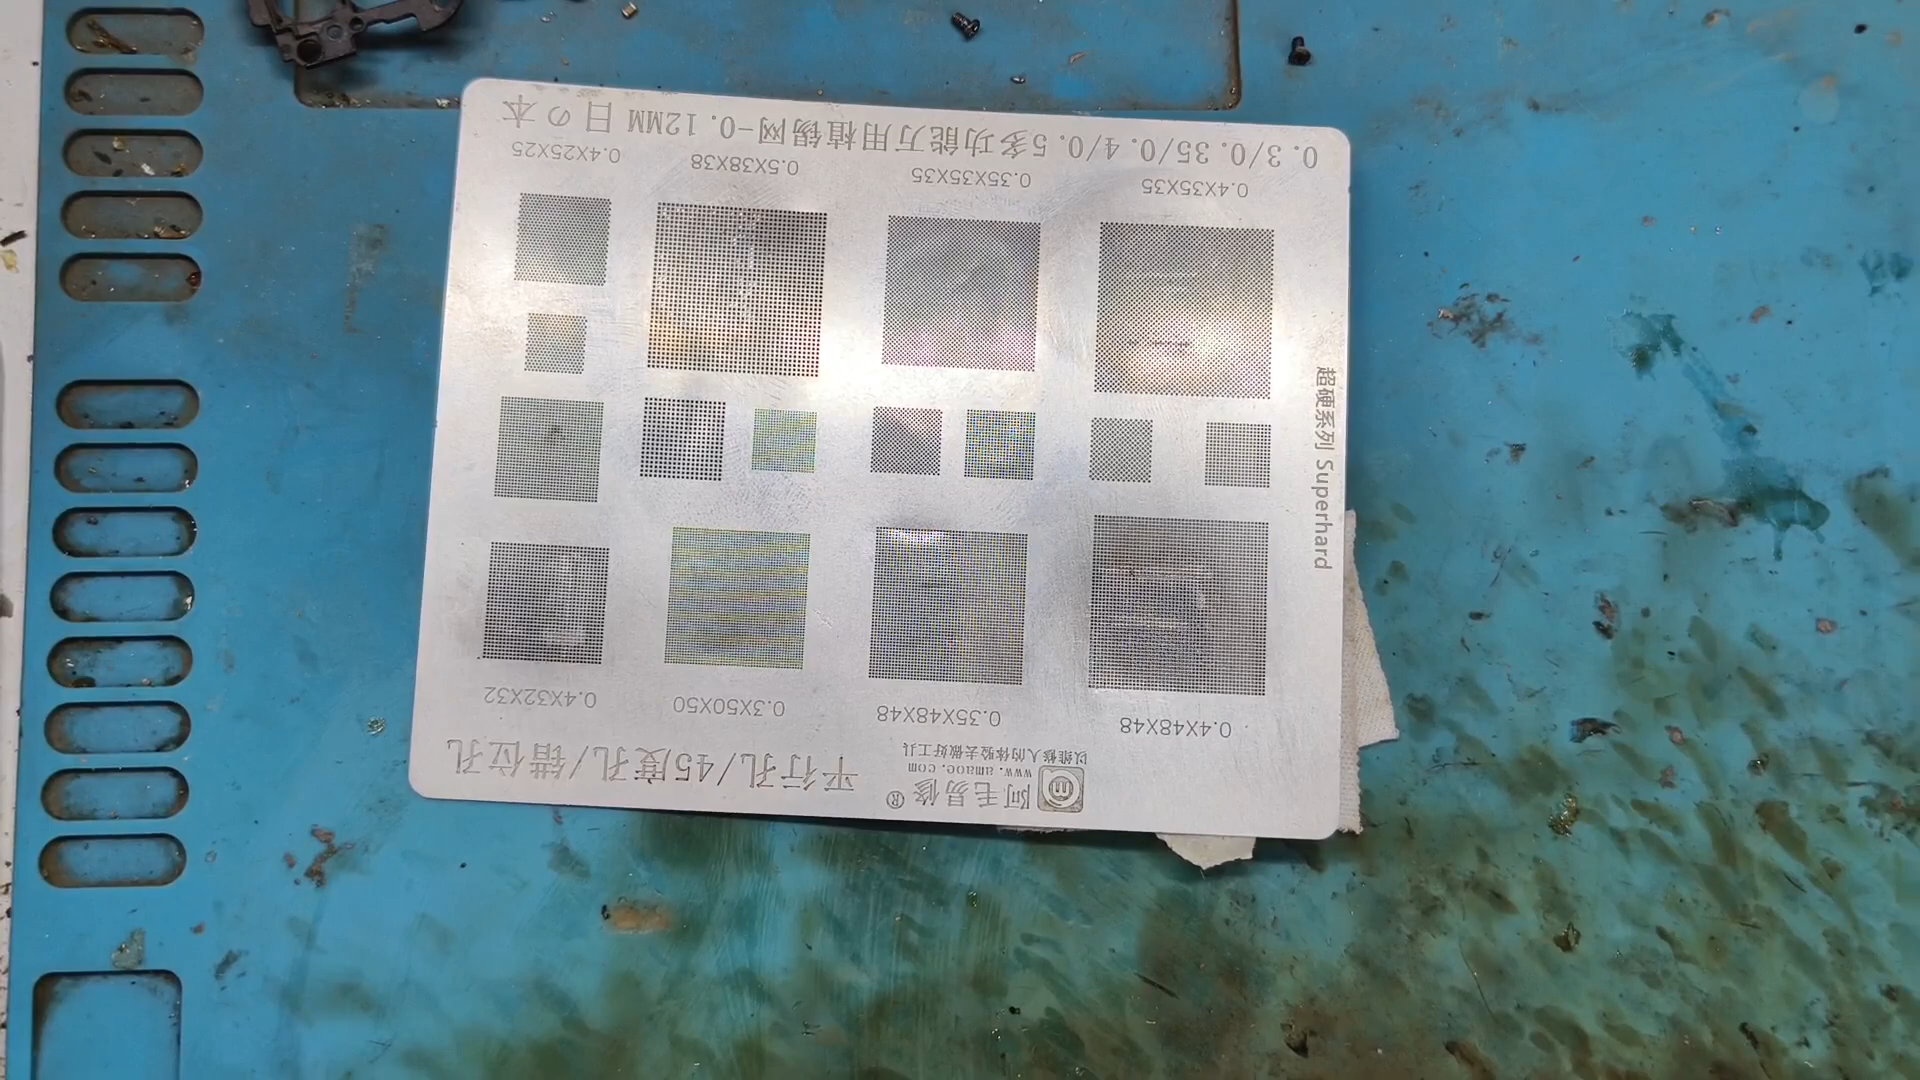 阿毛易修®
www.amaoe.com
以维修人的体验去做好工具
平行孔/45度孔/错位孔
0.4X48X48
0.35X48X48
0.3X50X50
0.4X32X32
超硬系列 Superhard
0.4X35X35
0.35X35X35
0.5X38X38
0.4X25X25
0.3/0.35/0.4/0.5多功能万用植锡网-0.12MM 日の本